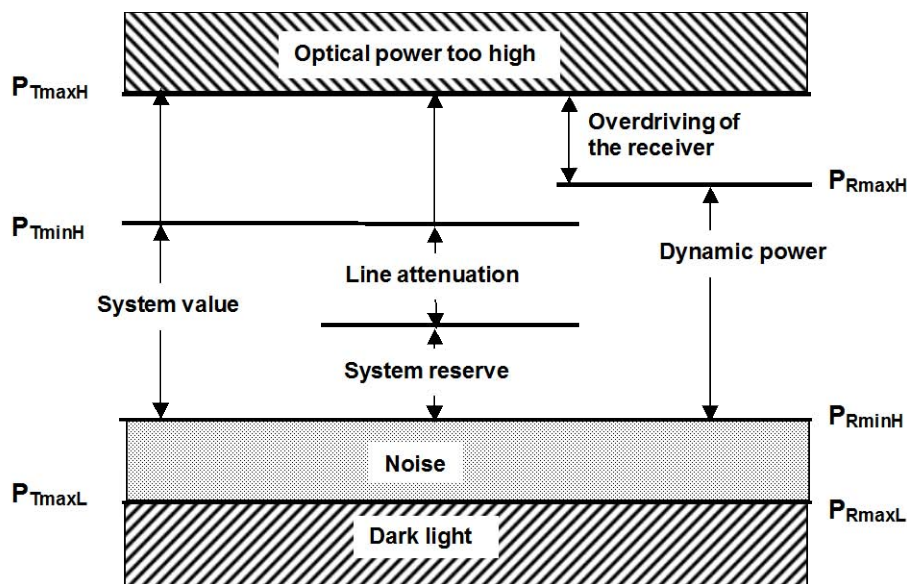 Optical power too high
PTmaxH
Overdriving of
the receiver
PRmaxH
PTminH
Dynamic power
Line attenuation
System value
System reserve
PRminH
Noise
PTmaxL
PRmaxL
Dark light